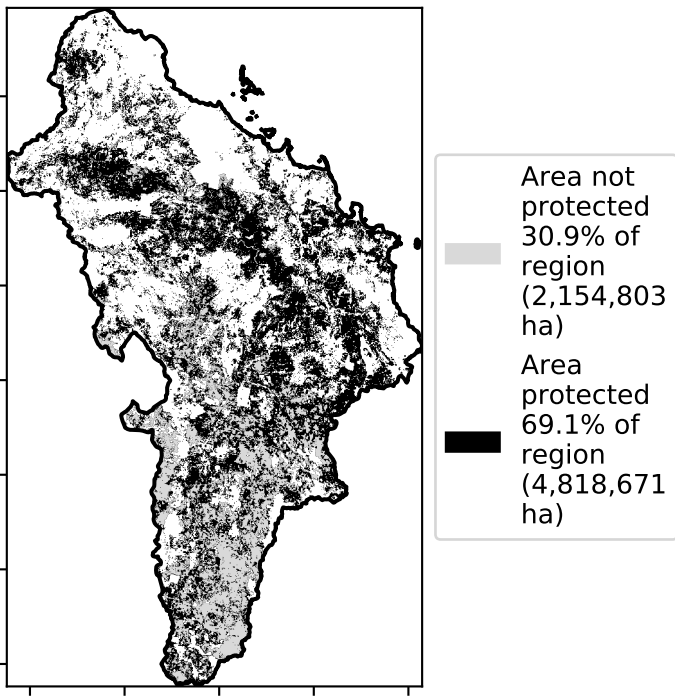 Area not
protected
30.9% of
region
(2,154,803
ha)
Area
protected
69.1% of
region
(4,818,671
ha)